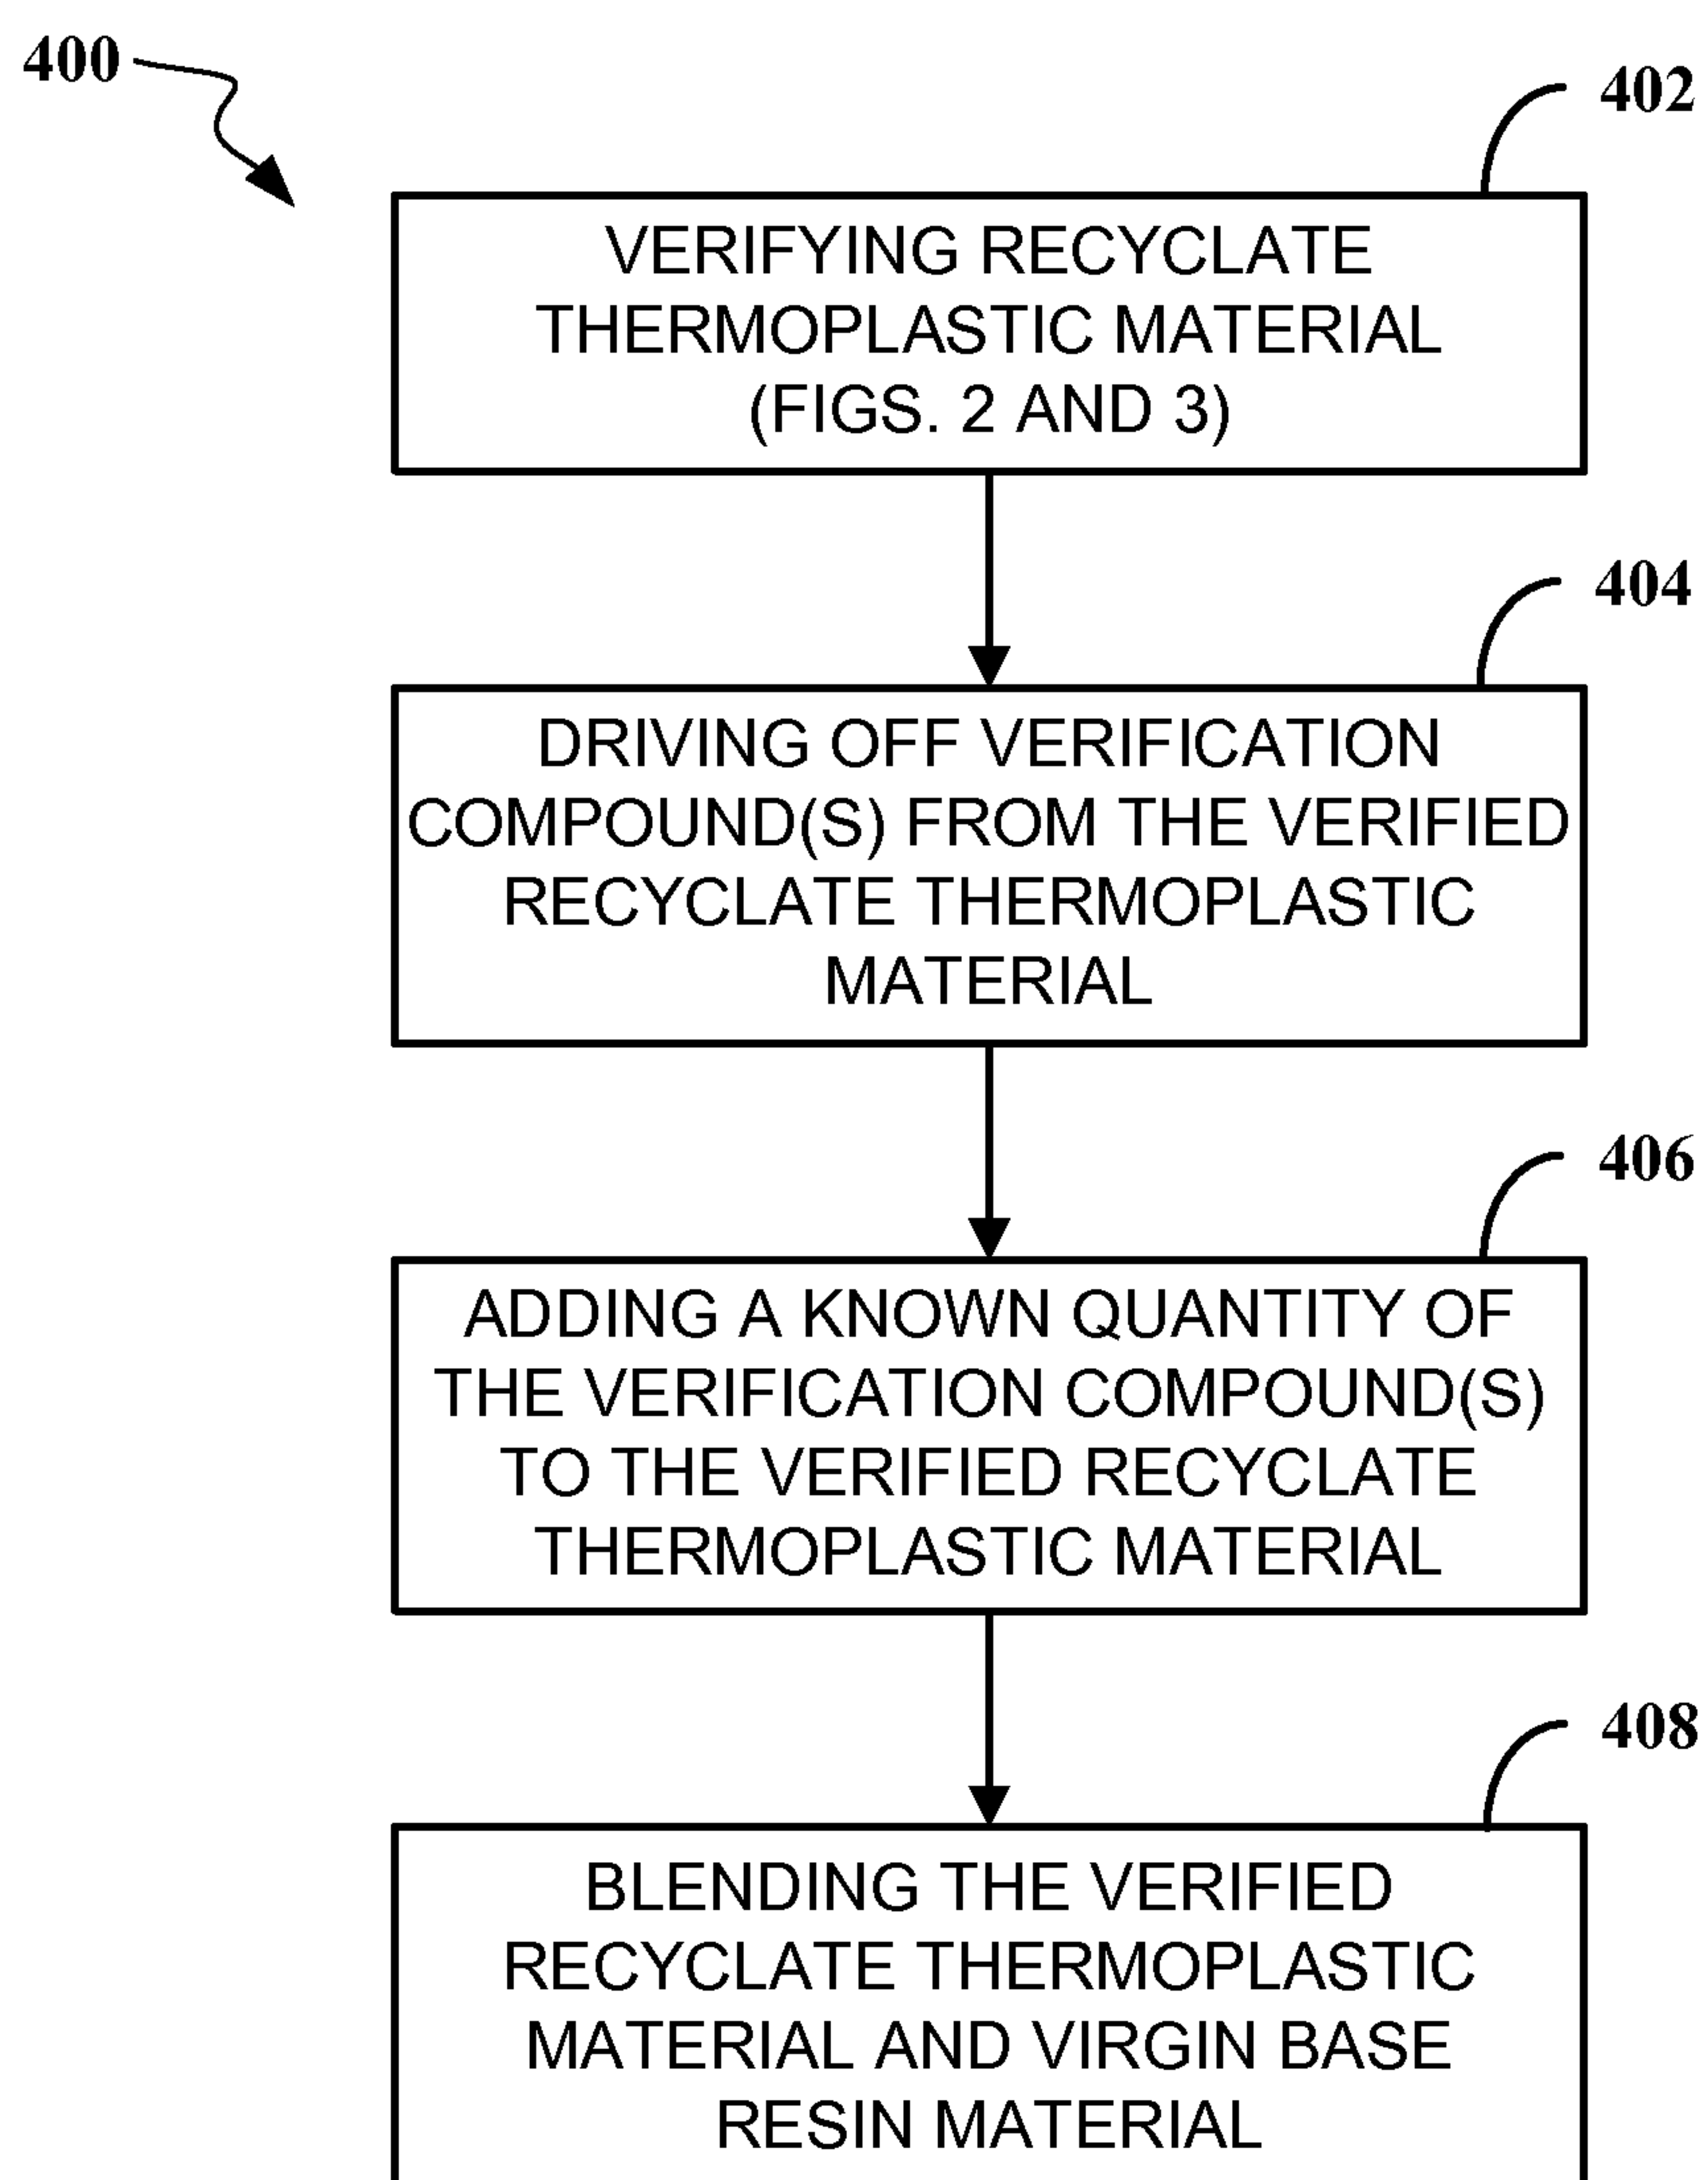 400
402
VERIFYING RECYCLATE
THERMOPLASTIC MATERIAL
(FIGS. 2 AND 3)
404
DRIVING OFF VERIFICATION
COMPOUND(S) FROM THE VERIFIED
RECYCLATE THERMOPLASTIC
MATERIAL
406
ADDING A KNOWN QUANTITY OF
THE VERIFICATION COMPOUND(S)
TO THE VERIFIED RECYCLATE
THERMOPLASTIC MATERIAL
408
BLENDING THE VERIFIED
RECYCLATE THERMOPLASTIC
MATERIAL AND VIRGIN BASE
RESIN MATERIAL